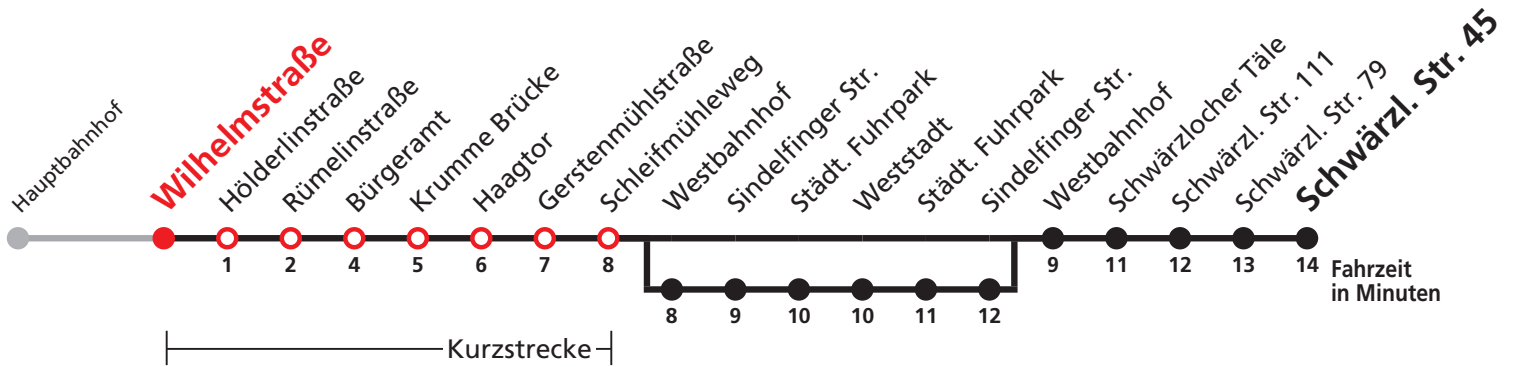 Hauptbahnhof
Wilhelmstraße
Hölderlinstraße
Rümelinstraße
Bürgeramt
Krumme Brücke
Haagtor
Gerstenmühlstraße
Schleifmühleweg
Westbahnhof
Sindelfinger Str.
Städt. Fuhrpark
Weststadt
Städt. Fuhrpark
Sindelfinger Str.
Westbahnhof
Schwärzlocher Täle
Schwärzl. Str. 111
Schwärzl. Str. 79
Schwärzl. Str. 45
1 2 4 5 6 7 8 9 11 12 13 14
Fahrzeit
in Minuten
8 9 10 10 11 12
Kurzstrecke